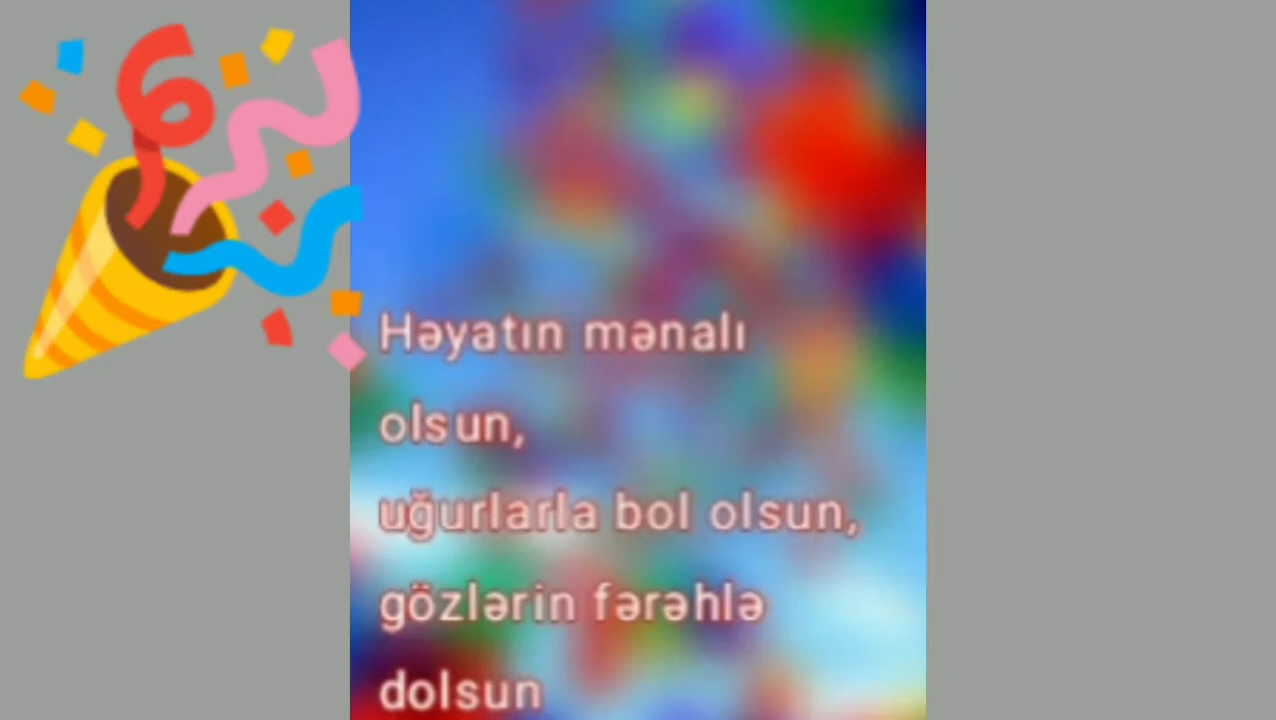 Həyatın mənalı
olsun,
uğurlarla bol olsun,
gözlərin fərəhlə
dolsun